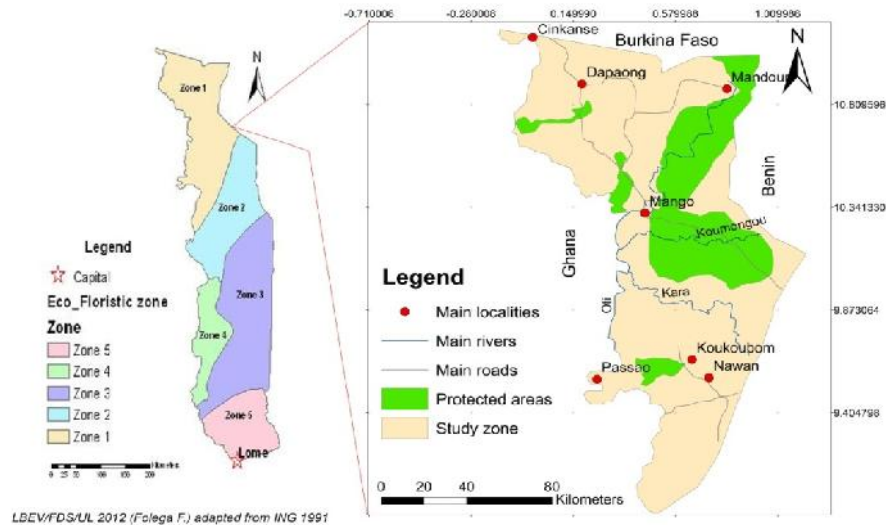 N
Zone 1
Zone 2
Zone 3
Zone 4
Zone 5
Lome
Legend
Capital
Eco_Floristic zone
Zone
Zone 5
Zone 4
Zone 3
Zone 2
Zone 1
LBEV/FDS/UL 2012 (Folega F.) adapted from ING 1991
-0.710006 -0.260006 0.149990 0.579988 1.009986
Cinkanse
Burkina Faso
N
Dapaong
Mandouri
10.809598
Benin
Mango
10.341330
Koumongou
Ghana
Legend
Kara
Oti
9.873064
Main localities
Main rivers
Koukoubom
Main roads
Passao
Nawan
Protected areas
9.404798
Study zone
0 20 40 80
Kilometers